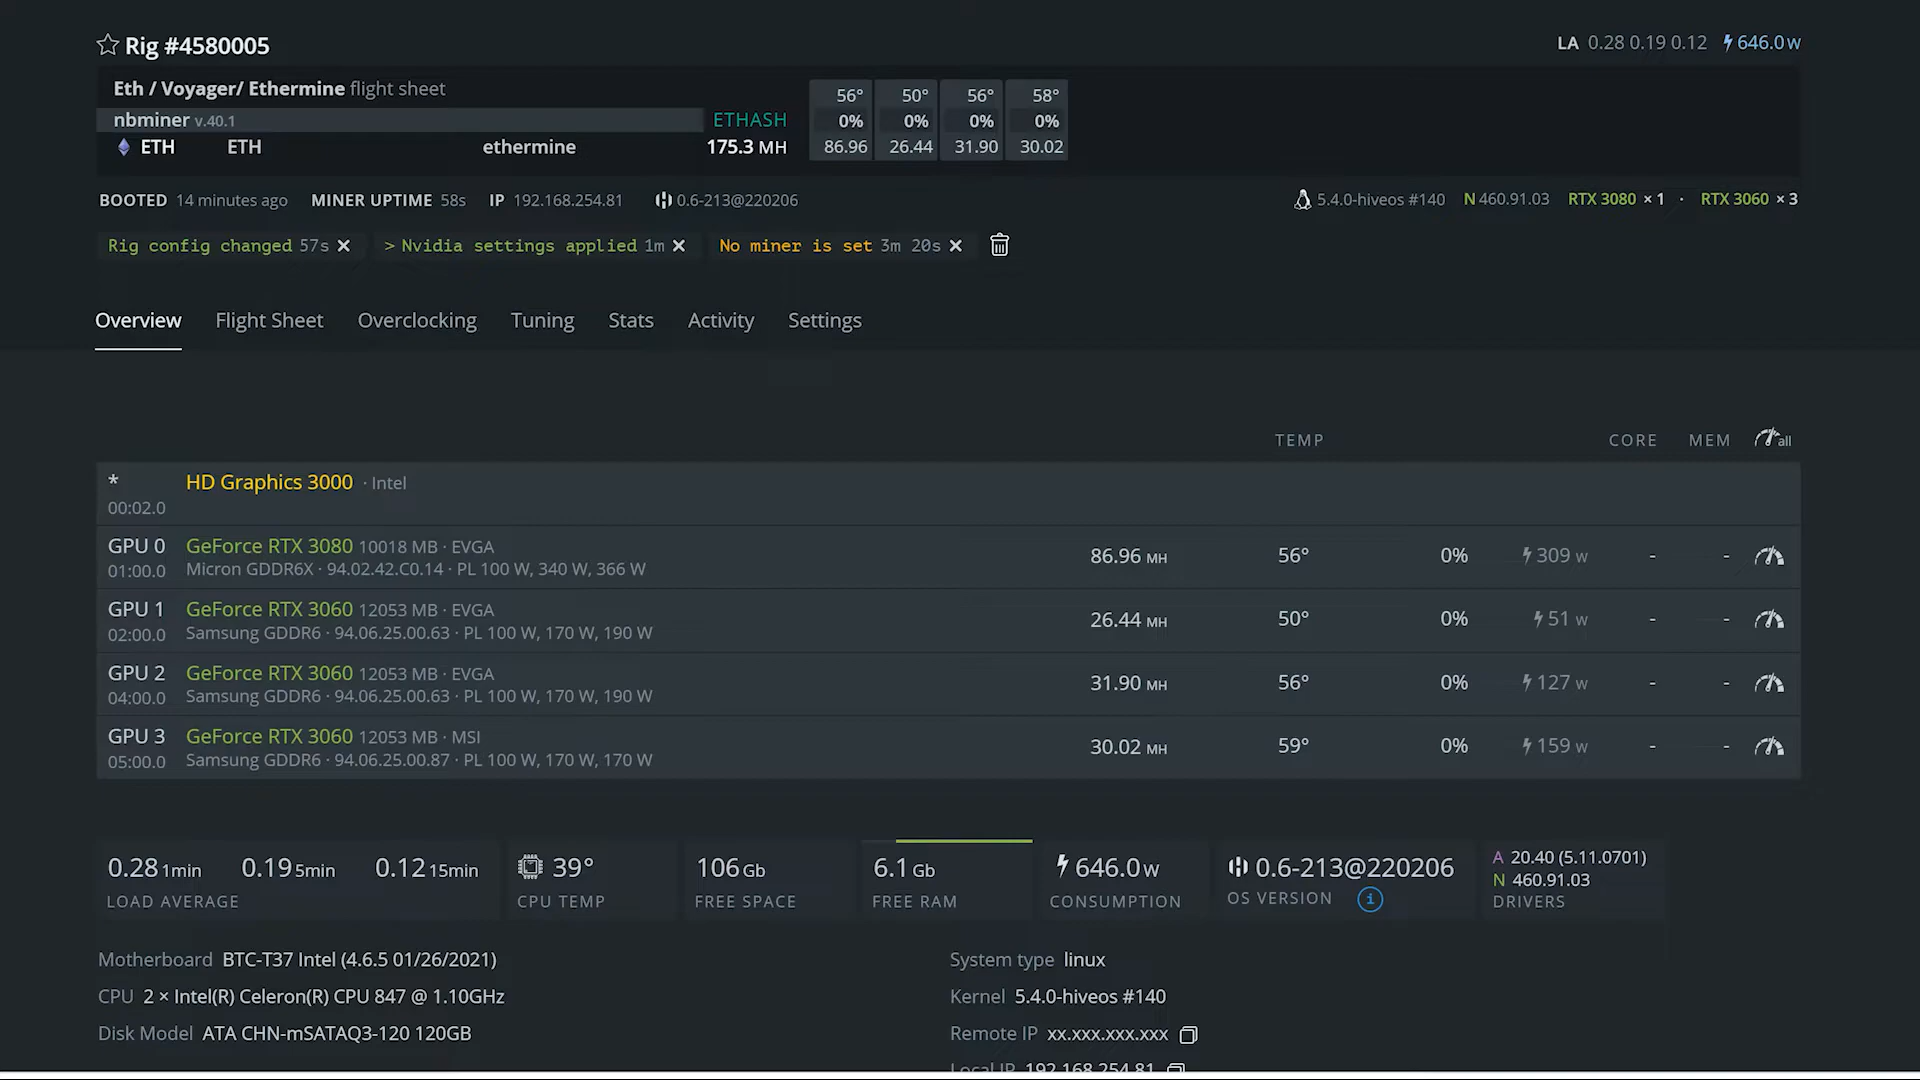 Rig #4580005
LA 0.28 0.19 0.12 646.0 w
Eth / Voyager/ Ethermine flight sheet
nbminer v.40.1 ETHASH
ETH ETH ethermine 175.3 MH
56° 50° 56° 58°
0% 0% 0% 0%
86.96 26.44 31.90 30.02
BOOTED 14 minutes ago MINER UPTIME 58s IP 192.168.254.81 0.6-213@220206
5.4.0-hiveos #140 N 460.91.03 RTX 3080 × 1 · RTX 3060 × 3
Rig config changed 57s × > Nvidia settings applied 1m × No miner is set 3m 20s ×
Overview Flight Sheet Overclocking Tuning Stats Activity Settings
TEMP CORE MEM all
* HD Graphics 3000 · Intel
00:02.0
GPU 0 GeForce RTX 3080 10018 MB · EVGA 86.96 MH 56° 0% 309 w - -
01:00.0 Micron GDDR6X · 94.02.42.C0.14 · PL 100 W, 340 W, 366 W
GPU 1 GeForce RTX 3060 12053 MB · EVGA 26.44 MH 50° 0% 51 w - -
02:00.0 Samsung GDDR6 · 94.06.25.00.63 · PL 100 W, 170 W, 190 W
GPU 2 GeForce RTX 3060 12053 MB · EVGA 31.90 MH 56° 0% 127 w - -
04:00.0 Samsung GDDR6 · 94.06.25.00.63 · PL 100 W, 170 W, 190 W
GPU 3 GeForce RTX 3060 12053 MB · MSI 30.02 MH 59° 0% 159 w - -
05:00.0 Samsung GDDR6 · 94.06.25.00.87 · PL 100 W, 170 W, 170 W
0.28 1min 0.19 5min 0.12 15min
LOAD AVERAGE
39°
CPU TEMP
106 Gb
FREE SPACE
6.1 Gb
FREE RAM
646.0 w
CONSUMPTION
0.6-213@220206
OS VERSION i
A 20.40 (5.11.0701)
N 460.91.03
DRIVERS
Motherboard BTC-T37 Intel (4.6.5 01/26/2021)
CPU 2 × Intel(R) Celeron(R) CPU 847 @ 1.10GHz
Disk Model ATA CHN-mSATAQ3-120 120GB
System type linux
Kernel 5.4.0-hiveos #140
Remote IP xx.xxx.xxx.xxx
Local IP 192.168.254.81